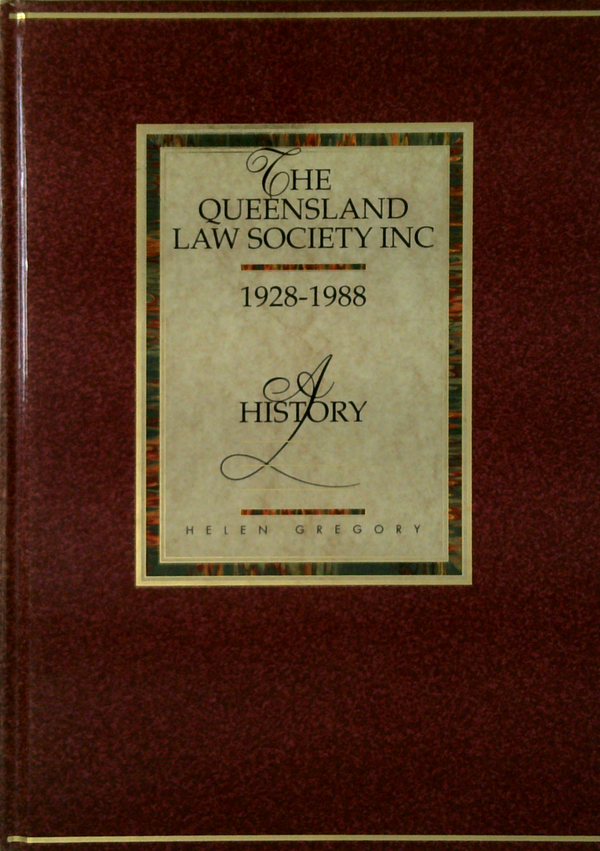 THE
QUEENSLAND
LAW SOCIETY INC
1928-1988
A
HISTORY
HELEN GREGORY